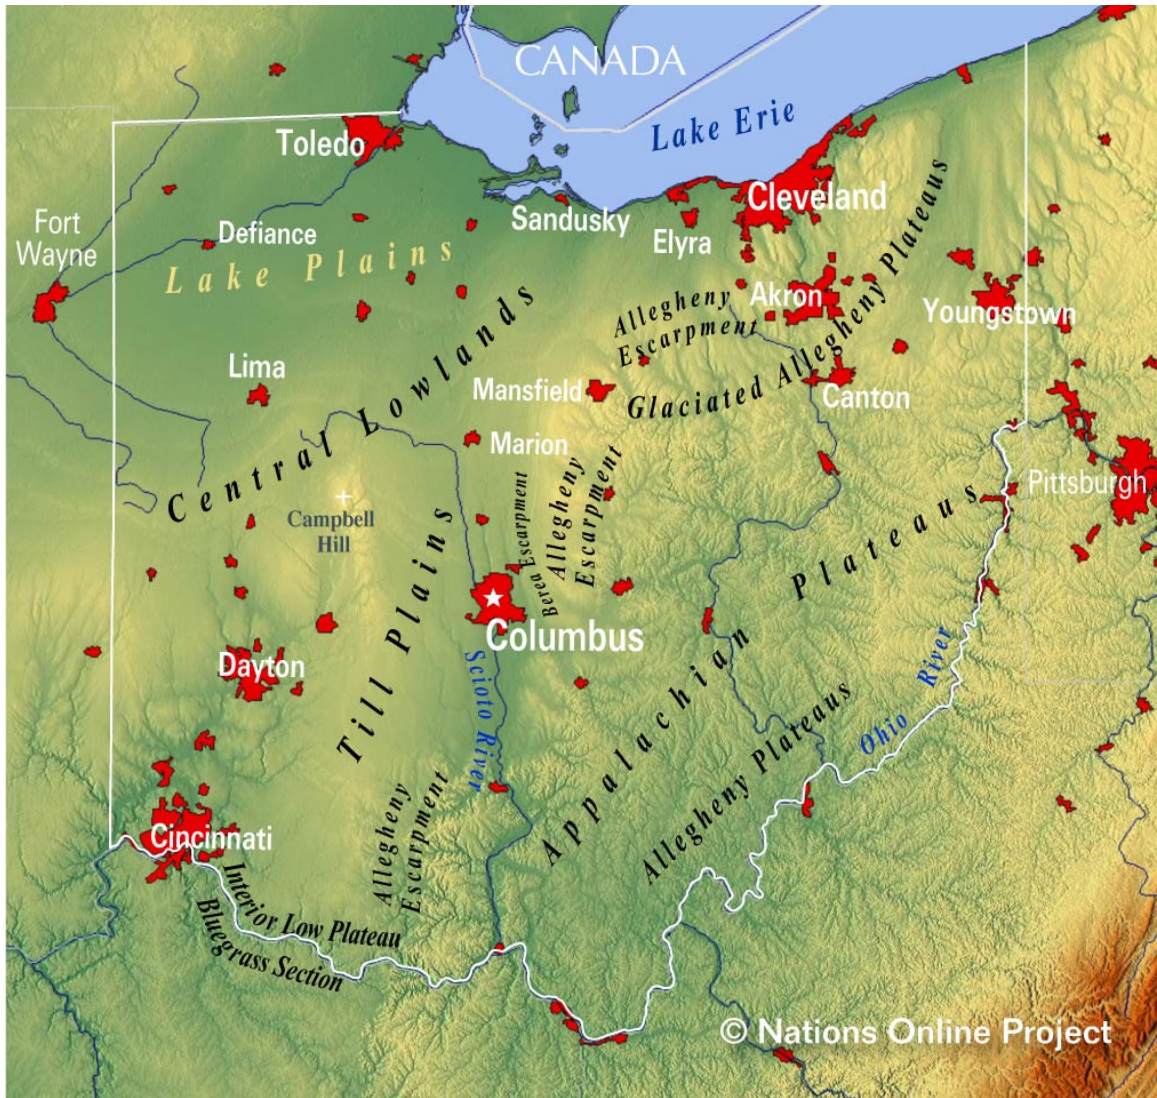 CANADA
Lake Erie
Toledo
Cleveland
Sandusky
Elyra
Fort
Wayne
Defiance
Lake Plains
Akron
Youngstown
Allegheny
Escarpment
Glaciated Allegheny Plateaus
Central Lowlands
Lima
Mansfield
Canton
Marion
Pittsburgh
Campbell
Hill
Berea Escarpment
Allegheny
Escarpment
Till Plains
Columbus
Dayton
Scioto River
Appalachian Plateaus
Allegheny Plateaus
Ohio River
Cincinnati
Allegheny
Escarpment
Interior Low Plateau
Bluegrass Section
© Nations Online Project